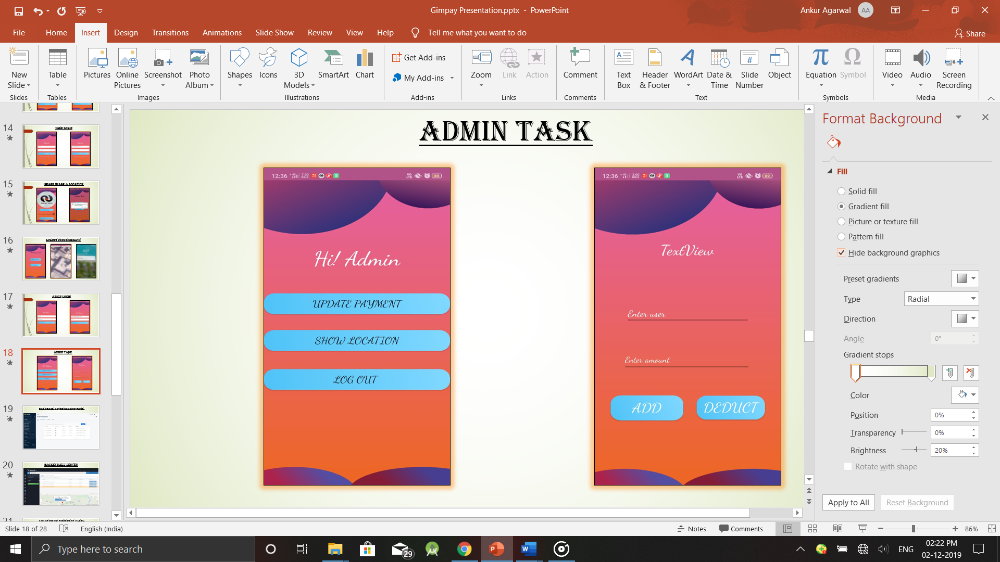 Gimpay Presentation.pptx - PowerPoint
Ankur Agarwal
AA
File
Home
Insert
Design
Transitions
Animations
Slide Show
Review
View
Help
Tell me what you want to do
Share
New Slide
Table
Pictures
Online Pictures
Screenshot
Photo Album
Shapes
Icons
3D Models
SmartArt
Chart
Get Add-ins
My Add-ins
Zoom
Link
Action
Comment
Text Box
Header & Footer
WordArt
Date & Time
Slide Number
Object
Equation
Symbol
Video
Audio
Screen Recording
Slides
Tables
Images
Illustrations
Add-ins
Links
Comments
Text
Symbols
Media
14
USER LOGIN
15
SHARE IMAGE & LOCATION
16
LOGOUT FUNCTIONALITY
17
ADMIN LOGIN
18
ADMIN TASK
19
20
BACKENDLESS SERVER
21
LOCATION OF DIFFERENT USERS
ADMIN TASK
12:36
Hi! Admin
UPDATE PAYMENT
SHOW LOCATION
LOG OUT
12:36
TextView
Enter user
Enter amount
ADD
DEDUCT
Format Background
Fill
Solid fill
Gradient fill
Picture or texture fill
Pattern fill
Hide background graphics
Preset gradients
Type
Radial
Direction
Angle
0°
Gradient stops
Color
Position
0%
Transparency
0%
Brightness
20%
Rotate with shape
Apply to All
Reset Background
Slide 18 of 28
English (India)
Notes
Comments
86%
Type here to search
29
ENG
02:22 PM
02-12-2019